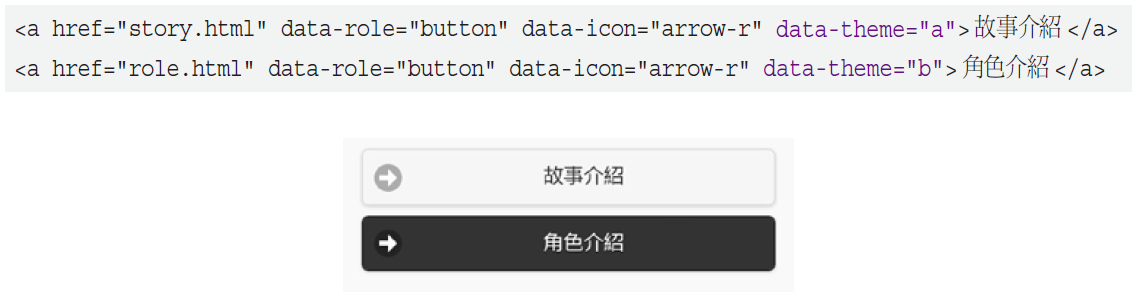 <a href="story.html" data-role="button" data-icon="arrow-r" data-theme="a">故事介紹</a>
<a href="role.html" data-role="button" data-icon="arrow-r" data-theme="b">角色介紹</a>
故事介紹
角色介紹